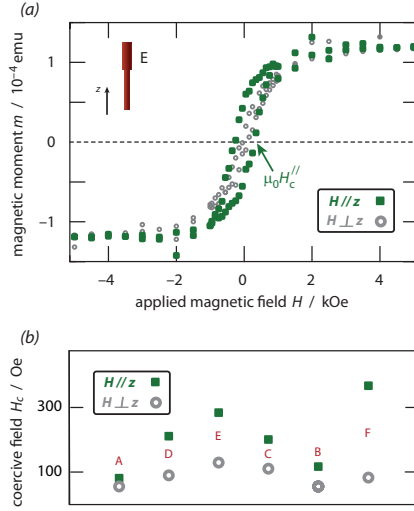 (a)
magnetic moment m / 10⁻⁴ emu
1
0
−1
E
z
μ₀H_c^//
H // z
H ⊥ z
−4
−2
0
2
4
applied magnetic field H / kOe
(b)
coercive field H_c / Oe
300
100
H // z
H ⊥ z
A
D
E
C
B
F